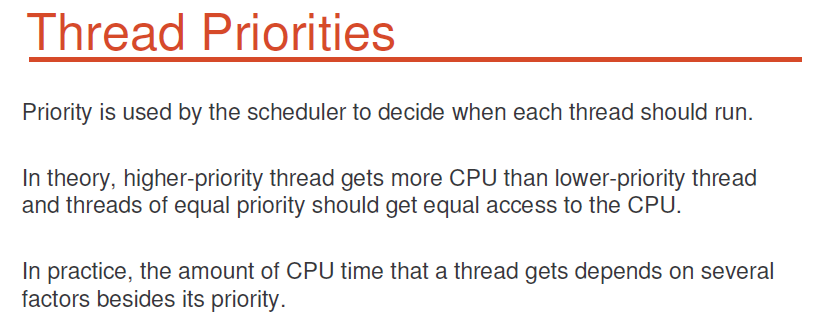 Thread Priorities
Priority is used by the scheduler to decide when each thread should run.
In theory, higher-priority thread gets more CPU than lower-priority thread
and threads of equal priority should get equal access to the CPU.
In practice, the amount of CPU time that a thread gets depends on several
factors besides its priority.